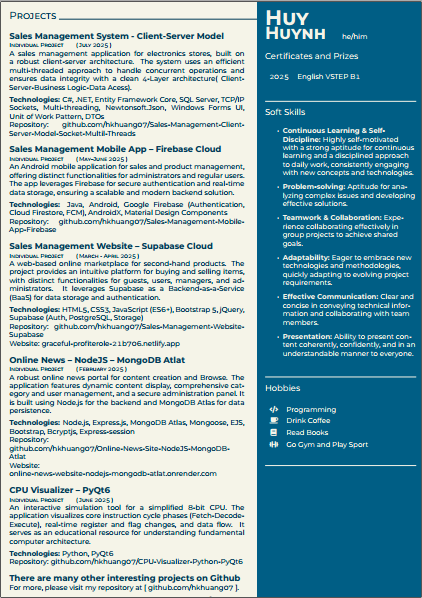 PROJECTS
Sales Management System - Client-Server Model
INDIVIDUAL PROJECT (JULY 2025)
A sales management application for electronics stores, built on
a robust client-server architecture. The system uses an efficient
multi-threaded approach to handle concurrent operations and
ensures data integrity with a clean 4-Layer architecture( Client-
Server-Business Logic-Data Acess).
Technologies: C#, .NET, Entity Framework Core, SQL Server, TCP/IP
Sockets, Multi-threading, Newtonsoft.Json, Windows Forms UI,
Unit of Work Pattern, DTOs
Repository: github.com/hkhuang07/Sales-Management-Client-
Server-Model-Socket-Multil-Threads
Sales Management Mobile App – Firebase Cloud
INDIVIDUAL PROJECT (MAY-JUNE 2025)
An Android mobile application for sales and product management,
offering distinct functionalities for administrators and regular users.
The app leverages Firebase for secure authentication and real-time
data storage, ensuring a scalable and modern backend solution.
Technologies: Java, Android, Google Firebase (Authentication,
Cloud Firestore, FCM), AndroidX, Material Design Components
Repository: github.com/hkhuang07/Sales-Management-Mobile-
App-Firebase
Sales Management Website – Supabase Cloud
INDIVIDUAL PROJECT (MARCH - APRIL 2025)
A web-based online marketplace for second-hand products. The
project provides an intuitive platform for buying and selling items,
with distinct functionalities for guests, users, managers, and ad-
ministrators. It leverages Supabase as a Backend-as-a-Service
(BaaS) for data storage and authentication.
Technologies: HTML5, CSS3, JavaScript (ES6+), Bootstrap 5, jQuery,
Supabase (Auth, PostgreSQL, Storage)
Repository: github.com/hkhuang07/Sales-Management-Website-
Supabase
Website: graceful-profiterole-21b706.netlify.app
Online News – NodeJS – MongoDB Atlat
INDIVIDUAL PROJECT (FEBRUARY 2025)
A robust online news portal for content creation and Browse. The
application features dynamic content display, comprehensive cat-
egory and user management, and a secure administration panel. It
is built using Node.js for the backend and MongoDB Atlas for data
persistence.
Technologies: Node.js, Express.js, MongoDB Atlas, Mongoose, EJS,
Bootstrap, Bcryptjs, Express-session
Repository:
github.com/hkhuang07/Online-News-Site-NodeJS-MongoDB-
Atlat
Website:
online-news-website-nodejs-mongodb-atlat.onrender.com
CPU Visualizer – PyQt6
INDIVIDUAL PROJECT (JUNE 2025)
An interactive simulation tool for a simplified 8-bit CPU. The
application visualizes core instruction cycle phases (Fetch-Decode-
Execute), real-time register and flag changes, and data flow. It
serves as an educational resource for understanding fundamental
computer architecture.
Technologies: Python, PyQt6
Repository: github.com/hkhuang07/CPU-Visualizer-Python-PyQt6
There are many other interesting projects on Github
For more, please visit my repository at [ github.com/hkhuang07 ].
HUY
HUYNH he/him
Certificates and Prizes
2025 English VSTEP B1
Soft Skills
• Continuous Learning & Self-
Discipline: Highly self-motivated
with a strong aptitude for continuous
learning and a disciplined approach
to daily work, consistently engaging
with new concepts and technologies.
• Problem-solving: Aptitude for ana-
lyzing complex issues and developing
effective solutions.
• Teamwork & Collaboration: Expe-
rience collaborating effectively in
group projects to achieve shared
goals.
• Adaptability: Eager to embrace new
technologies and methodologies,
quickly adapting to evolving project
requirements.
• Effective Communication: Clear and
concise in conveying technical infor-
mation and collaborating with team
members.
• Presentation: Ability to present con-
tent coherently, confidently, and in an
understandable manner to everyone.
Hobbies
Programming
Drink Coffee
Read Books
Go Gym and Play Sport